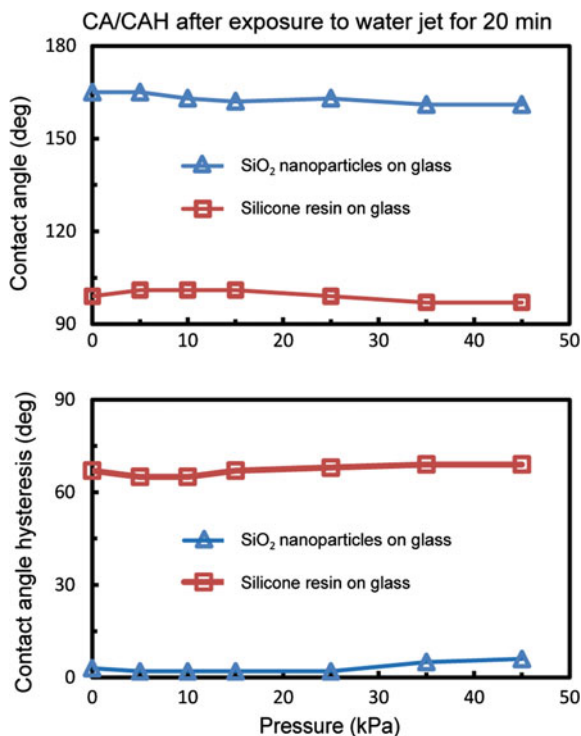 CA/CAH after exposure to water jet for 20 min
180
150
120
90
Contact angle (deg)
SiO₂ nanoparticles on glass
Silicone resin on glass
0 10 20 30 40 50
90
60
30
0
Contact angle hysteresis (deg)
SiO₂ nanoparticles on glass
Silicone resin on glass
0 10 20 30 40 50
Pressure (kPa)